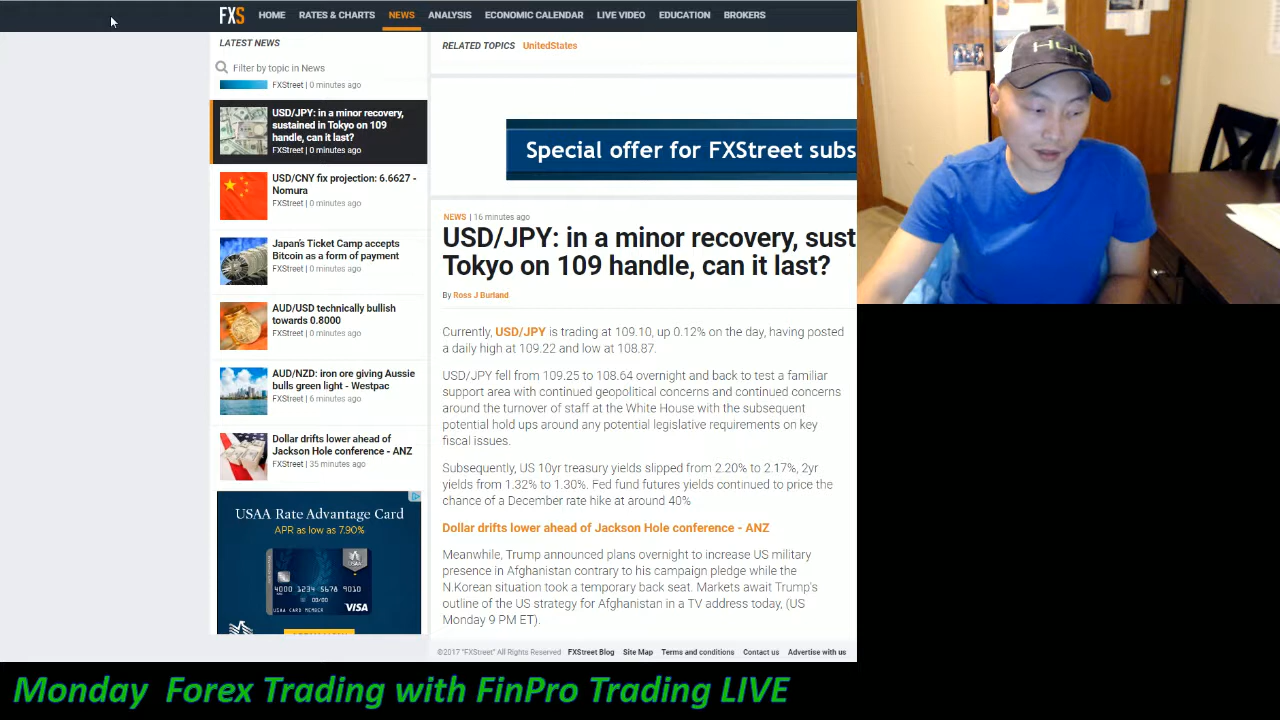 FXS HOME RATES & CHARTS NEWS ANALYSIS ECONOMIC CALENDAR LIVE VIDEO EDUCATION BROKERS
LATEST NEWS
Filter by topic in News
FXStreet | 0 minutes ago
USD/JPY: in a minor recovery,
sustained in Tokyo on 109
handle, can it last?
FXStreet | 0 minutes ago
USD/CNY fix projection: 6.6627 -
Nomura
FXStreet | 0 minutes ago
Japan's Ticket Camp accepts
Bitcoin as a form of payment
FXStreet | 0 minutes ago
AUD/USD technically bullish
towards 0.8000
FXStreet | 0 minutes ago
AUD/NZD: iron ore giving Aussie
bulls green light - Westpac
FXStreet | 6 minutes ago
Dollar drifts lower ahead of
Jackson Hole conference - ANZ
FXStreet | 35 minutes ago
USAA Rate Advantage Card
APR as low as 7.90%
USAA
4000 1234 5678 9010
00/00
USAA CARD MEMBER VISA
RELATED TOPICS UnitedStates
Special offer for FXStreet subs
NEWS | 16 minutes ago
USD/JPY: in a minor recovery, sust
Tokyo on 109 handle, can it last?
By Ross J Burland
Currently, USD/JPY is trading at 109.10, up 0.12% on the day, having posted
a daily high at 109.22 and low at 108.87.
USD/JPY fell from 109.25 to 108.64 overnight and back to test a familiar
support area with continued geopolitical concerns and continued concerns
around the turnover of staff at the White House with the subsequent
potential hold ups around any potential legislative requirements on key
fiscal issues.
Subsequently, US 10yr treasury yields slipped from 2.20% to 2.17%, 2yr
yields from 1.32% to 1.30%. Fed fund futures yields continued to price the
chance of a December rate hike at around 40%
Dollar drifts lower ahead of Jackson Hole conference - ANZ
Meanwhile, Trump announced plans overnight to increase US military
presence in Afghanistan contrary to his campaign pledge while the
N.Korean situation took a temporary back seat. Markets await Trump's
outline of the US strategy for Afghanistan in a TV address today, (US
Monday 9 PM ET).
©2017 "FXStreet" All Rights Reserved FXStreet Blog Site Map Terms and conditions Contact us Advertise with us
Huk
Monday Forex Trading with FinPro Trading LIVE